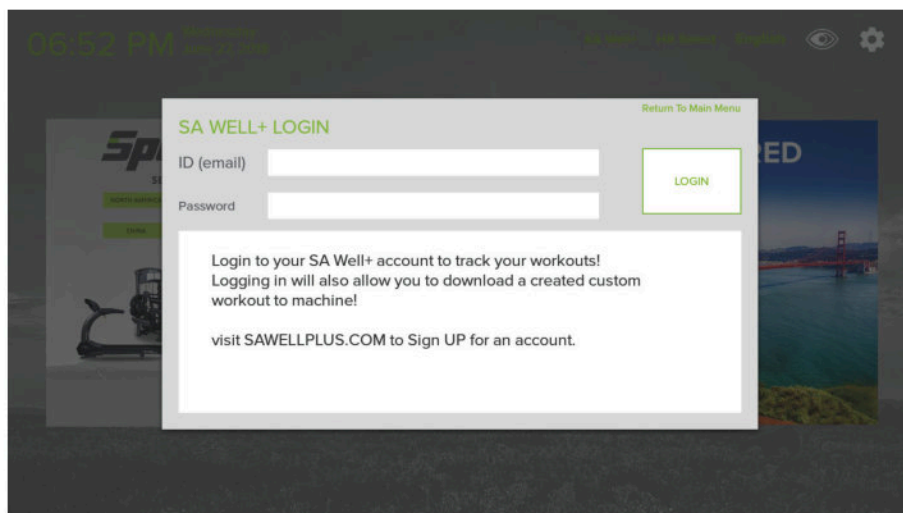 06:52 PM
English
Return To Main Menu
SA WELL+ LOGIN
ID (email)
LOGIN
Password
Login to your SA Well+ account to track your workouts!
Logging in will also allow you to download a created custom
workout to machine!
visit SAWELLPLUS.COM to Sign UP for an account.